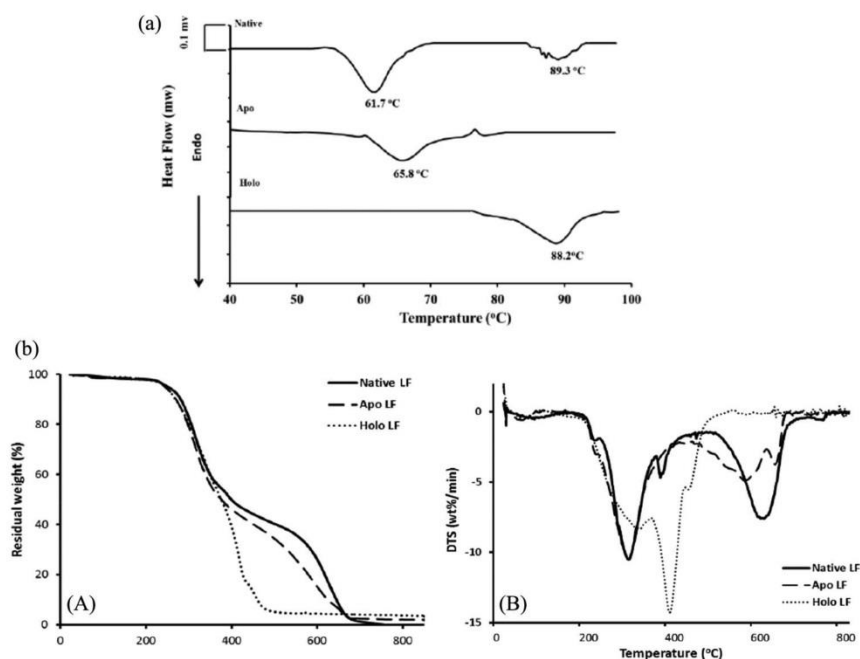 (a)
0.1 mv
Native
61.7 °C
89.3 °C
Apo
65.8 °C
Holo
88.2°C
Heat Flow (mw)
Endo
40
50
60
70
80
90
100
Temperature (°C)
(b)
100
80
60
40
20
0
Residual weight (%)
Native LF
Apo LF
Holo LF
(A)
0
200
400
600
800
0
-5
-10
-15
DTS (wt%/min)
Native LF
Apo LF
Holo LF
(B)
0
200
400
600
800
Temperature (°C)